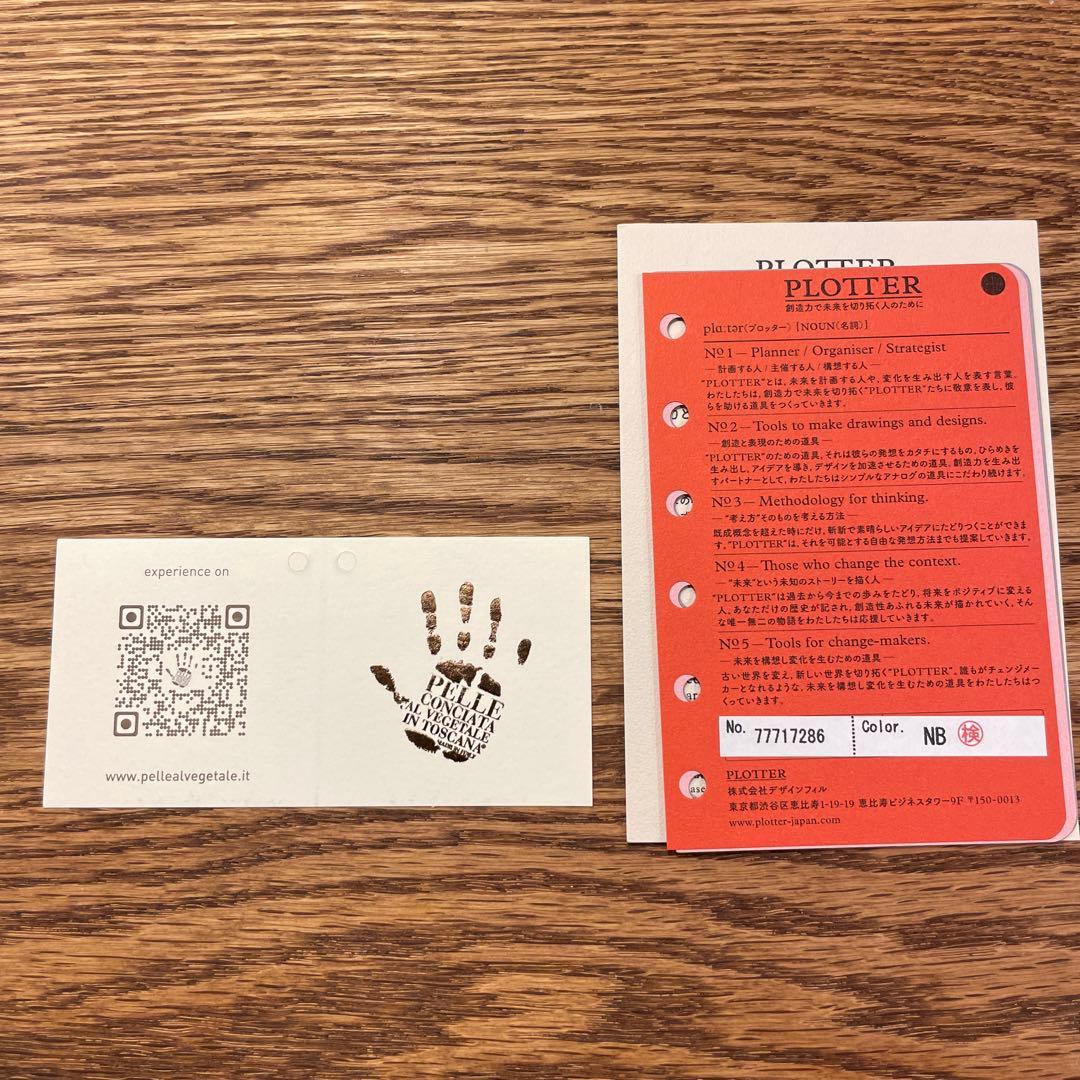 experience on
www.pellealvegetale.it
PELLE
CONCIATA
AL VEGETALE
IN TOSCANA®
MADE IN ITALY
PLOTTER
PLOTTER
創造力で未来を切り拓く人のために
plɑːtər(プロッター) [NOUN(名詞)]
No1—Planner / Organiser / Strategist
—計画する人 / 主催する人 / 構想する人—
"PLOTTER"とは、未来を計画する人や、変化を生み出す人を表す言葉。
わたしたちは、創造力で未来を切り拓く"PLOTTER"たちに敬意を表し、彼
らを助ける道具をつくっていきます。
No2—Tools to make drawings and designs.
—創造と表現のための道具—
"PLOTTER"のための道具。それは彼らの発想をカタチにするもの。ひらめきを
生み出し、アイデアを導き、デザインを加速させるための道具。創造力を生み出
すパートナーとして、わたしたちはシンプルなアナログの道具にこだわり続けます。
No3—Methodology for thinking.
—"考え方"そのものを考える方法—
既成概念を超えた時にだけ、斬新で素晴らしいアイデアにたどりつくことができま
す。"PLOTTER"は、それを可能とする自由な発想方法までも提案していきます。
No4—Those who change the context.
—"未来"という未知のストーリーを描く人—
"PLOTTER"は過去から今までの歩みをたどり、将来をポジティブに変える
人。あなただけの歴史が記され、創造性あふれる未来が描かれていく、そん
な唯一無二の物語をわたしたちは応援していきます。
No5—Tools for change-makers.
—未来を構想し変化を生むための道具—
古い世界を変え、新しい世界を切り拓く"PLOTTER"。誰もがチェンジメー
カーとなれるような、未来を構想し変化を生むための道具をわたしたちはつ
くっていきます。
No. 77717286 Color. NB 検
PLOTTER
株式会社デザインフィル
東京都渋谷区恵比寿1-19-19 恵比寿ビジネスタワー9F 〒150-0013
www.plotter-japan.com